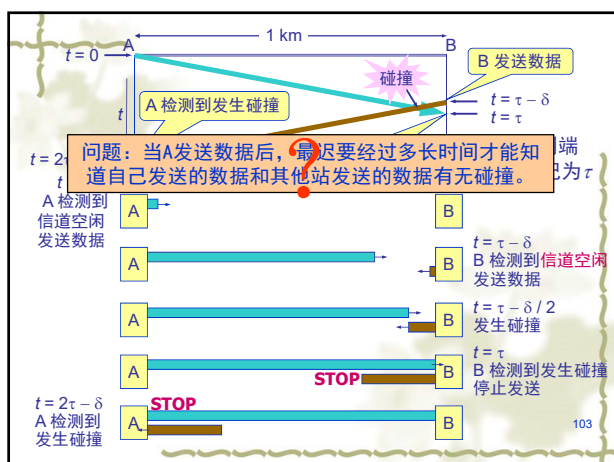 A
1 km
B
t = 0
B 发送数据
碰撞
t = τ − δ
t = τ
t
A 检测到发生碰撞
t = 2τ
端
记为 τ
问题：当A发送数据后，最迟要经过多长时间才能知
道自己发送的数据和其他站发送的数据有无碰撞。
?
t
A 检测到
信道空闲
发送数据
A
B
A
B
t = τ − δ
B 检测到信道空闲
发送数据
A
B
t = τ − δ / 2
发生碰撞
A
STOP
B
t = τ
B 检测到发生碰撞
停止发送
t = 2τ − δ
A 检测到
发生碰撞
STOP
A
B
103